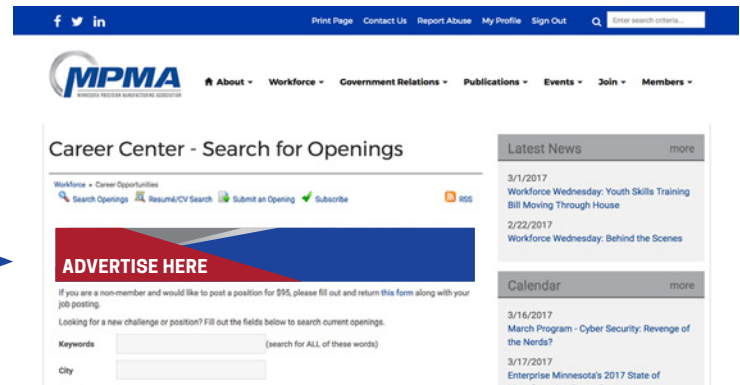 Print Page Contact Us Report Abuse My Profile Sign Out Enter search criteria...
MPMA
MINNESOTA PRECISION MANUFACTURING ASSOCIATION
About Workforce Government Relations Publications Events Join Members
Career Center - Search for Openings
Workforce » Career Opportunities
Search Openings Resumé/CV Search Submit an Opening Subscribe RSS
ADVERTISE HERE
If you are a non-member and would like to post a position for $95, please fill out and return this form along with your
job posting.
Looking for a new challenge or position? Fill out the fields below to search current openings.
Keywords (search for ALL of these words)
City
Latest News more
3/1/2017
Workforce Wednesday: Youth Skills Training
Bill Moving Through House
2/22/2017
Workforce Wednesday: Behind the Scenes
Calendar more
3/16/2017
March Program - Cyber Security: Revenge of
the Nerds?
3/17/2017
Enterprise Minnesota's 2017 State of